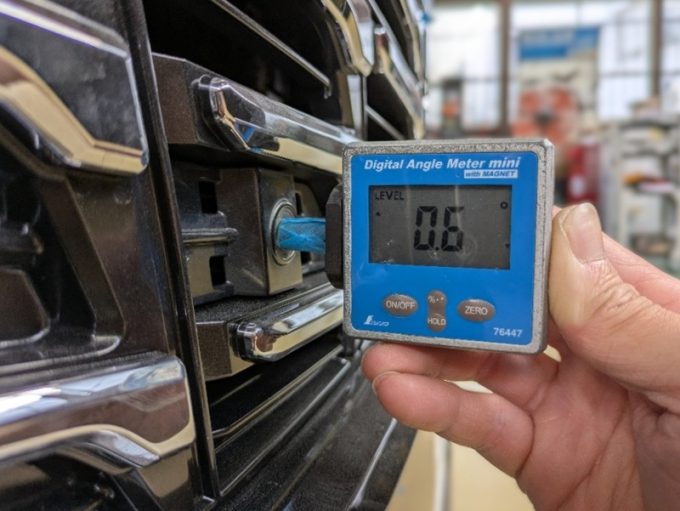 Digital Angle Meter mini
with MAGNET
LEVEL
0.6
ON/OFF
%··
HOLD
ZERO
76447